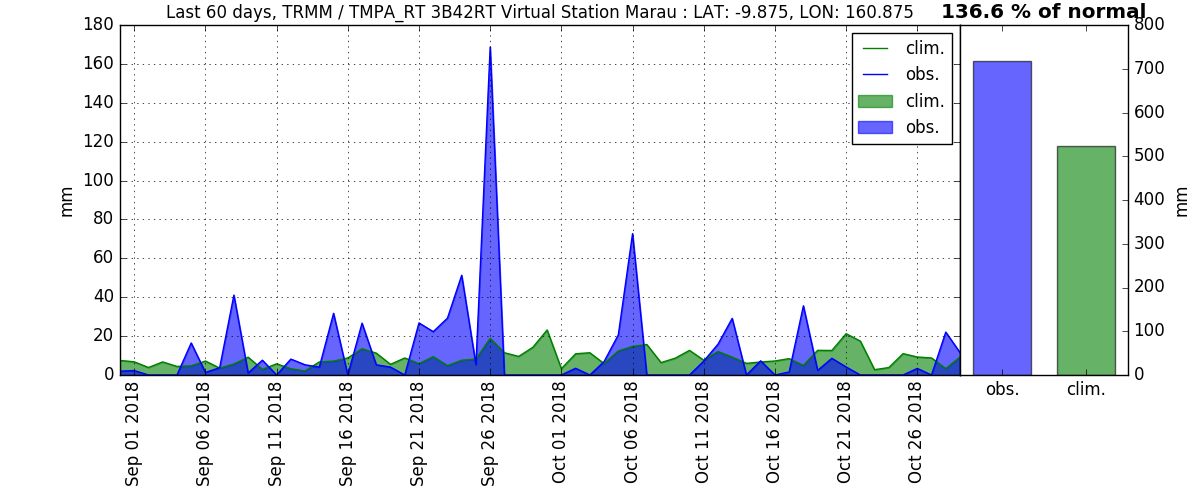 Last 60 days, TRMM / TMPA_RT 3B42RT Virtual Station Marau : LAT: -9.875, LON: 160.875
136.6 % of normal
180
160
140
120
100
80
60
40
20
0
mm
clim.
obs.
clim.
obs.
Sep 01 2018
Sep 06 2018
Sep 11 2018
Sep 16 2018
Sep 21 2018
Sep 26 2018
Oct 01 2018
Oct 06 2018
Oct 11 2018
Oct 16 2018
Oct 21 2018
Oct 26 2018
800
700
600
500
400
300
200
100
0
mm
obs.
clim.